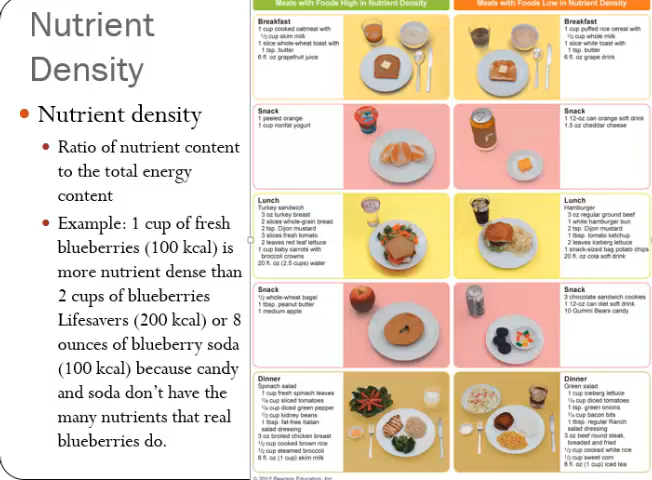 Nutrient
Density
Nutrient density
Ratio of nutrient content
to the total energy
content
Example: 1 cup of fresh
blueberries (100 kcal) is
more nutrient dense than
2 cups of blueberries
Lifesavers (200 kcal) or 8
ounces of blueberry soda
(100 kcal) because candy
and soda don't have the
many nutrients that real
blueberries do.
Meals with Foods High in Nutrient Density
Meals with Foods Low in Nutrient Density
Breakfast
1 cup cooked oatmeal with
½ cup skim milk
1 slice whole-wheat toast with
1 tsp. butter
6 fl. oz grapefruit juice
Breakfast
1 cup puffed rice cereal with
½ cup whole milk
1 slice white toast with
1 tsp. butter
6 fl. oz grape drink
Snack
1 peeled orange
1 cup nonfat yogurt
Snack
1 12-oz can orange soft drink
1.5 oz cheddar cheese
Lunch
Turkey sandwich
3 oz turkey breast
2 slices whole-grain bread
2 tsp. Dijon mustard
3 slices fresh tomato
2 leaves red leaf lettuce
1 cup baby carrots with
broccoli crowns
20 fl. oz (2.5 cups) water
Lunch
Hamburger
3 oz regular ground beef
1 white hamburger bun
2 tsp. Dijon mustard
1 tbsp. tomato ketchup
2 leaves iceberg lettuce
1 snack-sized bag potato chips
20 fl. oz cola soft drink
Snack
½ whole-wheat bagel
1 tbsp. peanut butter
1 medium apple
Snack
3 chocolate sandwich cookies
1 12-oz can diet soft drink
10 Gummi Bears candy
Dinner
Spinach salad
1 cup fresh spinach leaves
¼ cup sliced tomatoes
¼ cup diced green pepper
½ cup kidney beans
1 tbsp. fat-free Italian
salad dressing
3 oz broiled chicken breast
½ cup cooked brown rice
½ cup steamed broccoli
8 fl. oz (1 cup) skim milk
Dinner
Green salad
1 cup iceberg lettuce
¼ cup diced tomatoes
1 tsp. green onions
¼ cup bacon bits
1 tbsp. regular Ranch
salad dressing
3 oz beef round steak,
breaded and fried
½ cup cooked white rice
½ cup sweet corn
8 fl. oz (1 cup) iced tea
© 2012 Pearson Education, Inc.